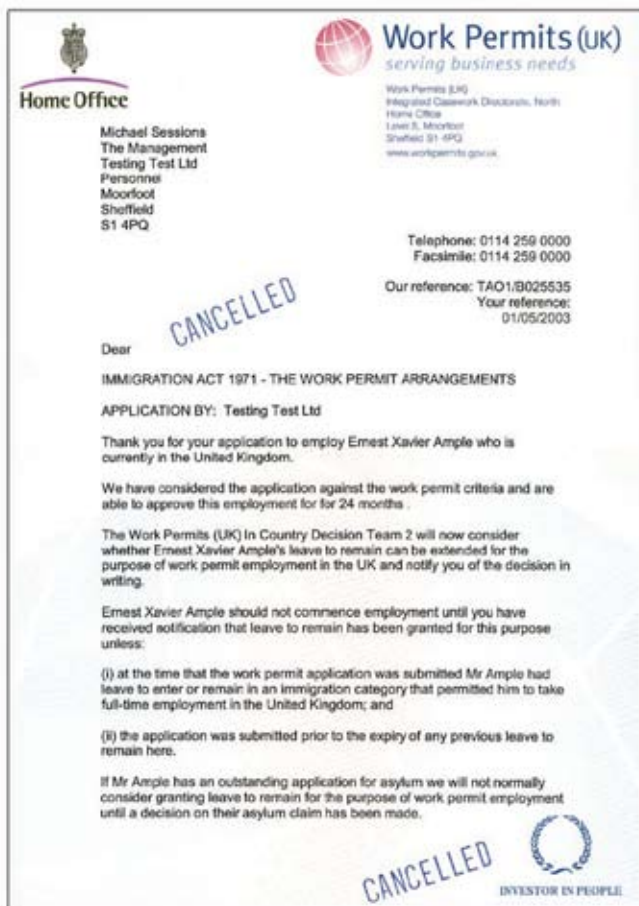 Home Office
Work Permits (UK)
serving business needs
Work Permits (UK)
Integrated Casework Directorate, North
Home Office
Level 5, Moorfoot
Sheffield S1 4PQ
www.workpermits.gov.uk
Michael Sessions
The Management
Testing Test Ltd
Personnel
Moorfoot
Sheffield
S1 4PQ
Telephone: 0114 259 0000
Facsimile: 0114 259 0000
Our reference: TAO1/B025535
Your reference:
01/05/2003
CANCELLED
Dear
IMMIGRATION ACT 1971 - THE WORK PERMIT ARRANGEMENTS
APPLICATION BY: Testing Test Ltd
Thank you for your application to employ Ernest Xavier Ample who is
currently in the United Kingdom.
We have considered the application against the work permit criteria and are
able to approve this employment for for 24 months .
The Work Permits (UK) In Country Decision Team 2 will now consider
whether Ernest Xavier Ample's leave to remain can be extended for the
purpose of work permit employment in the UK and notify you of the decision in
writing.
Ernest Xavier Ample should not commence employment until you have
received notification that leave to remain has been granted for this purpose
unless:
(i) at the time that the work permit application was submitted Mr Ample had
leave to enter or remain in an immigration category that permitted him to take
full-time employment in the United Kingdom; and
(ii) the application was submitted prior to the expiry of any previous leave to
remain here.
If Mr Ample has an outstanding application for asylum we will not normally
consider granting leave to remain for the purpose of work permit employment
until a decision on their asylum claim has been made.
CANCELLED
INVESTOR IN PEOPLE